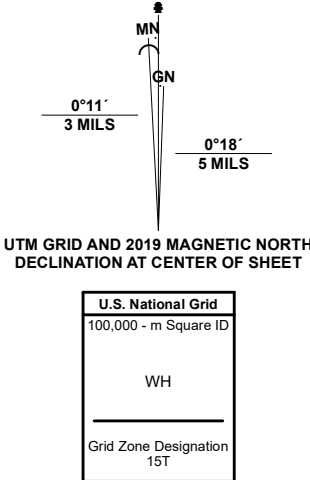 MN
GN
0°11´
3 MILS
0°18´
5 MILS
UTM GRID AND 2019 MAGNETIC NORTH
DECLINATION AT CENTER OF SHEET
U.S. National Grid
100,000 - m Square ID
WH
Grid Zone Designation
15T